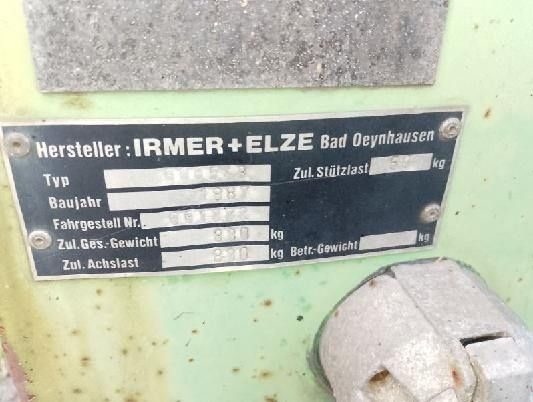 Hersteller: IRMER+ELZE Bad Oeynhausen
Typ Zul. Stützlast kg
Baujahr 1987
Fahrgestell Nr.
Zul. Ges.-Gewicht kg
Zul. Achslast kg Betr.-Gewicht kg